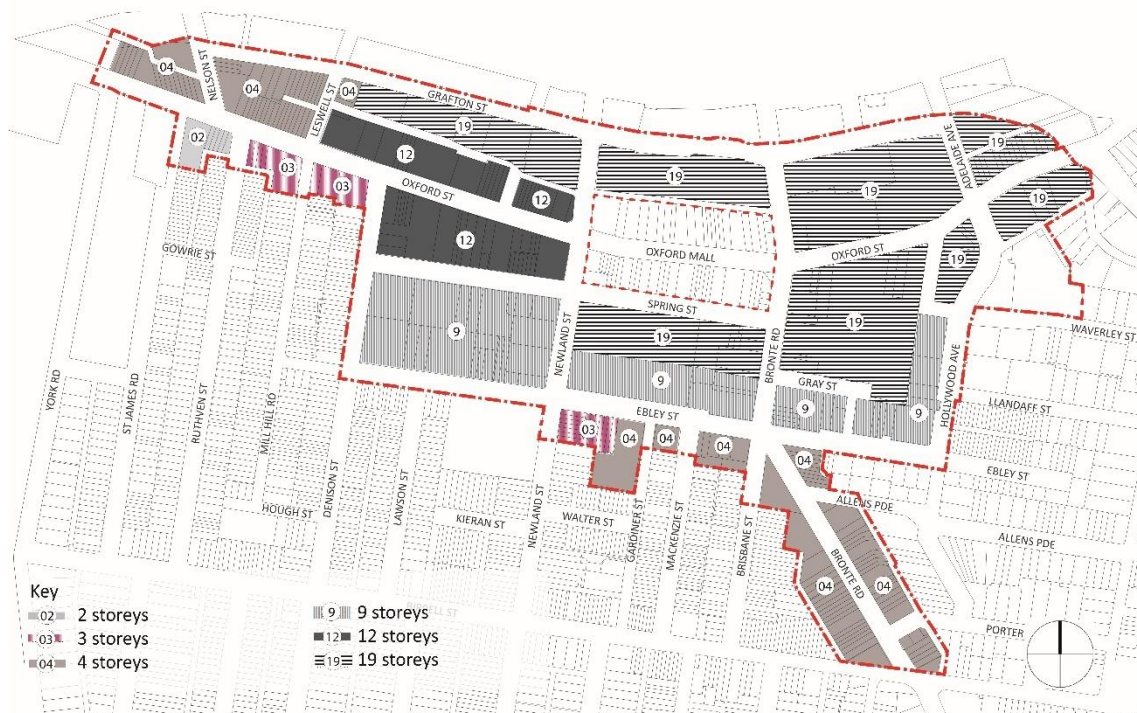 NELSON ST
04
04
LESWELL ST
04
GRAFTON ST
19
02
03
03
12
12
OXFORD ST
12
19
19
ADELAIDE AVE
19
19
OXFORD MALL
OXFORD ST
19
GOWRIE ST
SPRING ST
9
NEWLAND ST
19
BRONTE RD
19
WAVERLEY ST
9
GRAY ST
9
9
HOLLYWOOD AVE
LLANDAFF ST
YORK RD
ST JAMES RD
RUTHVEN ST
MILL HILL RD
EBLEY ST
03
04
04
04
04
EBLEY ST
DENISON ST
LAWSON ST
HOUGH ST
KIERAN ST
NEWLAND ST
WALTER ST
GARDINER ST
MACKENZIE ST
BRISBANE ST
ALLENS PDE
ALLENS PDE
BRONTE RD
04
04
PORTER
Key
02 2 storeys
03 3 storeys
04 4 storeys
9 9 storeys
12 12 storeys
19 19 storeys